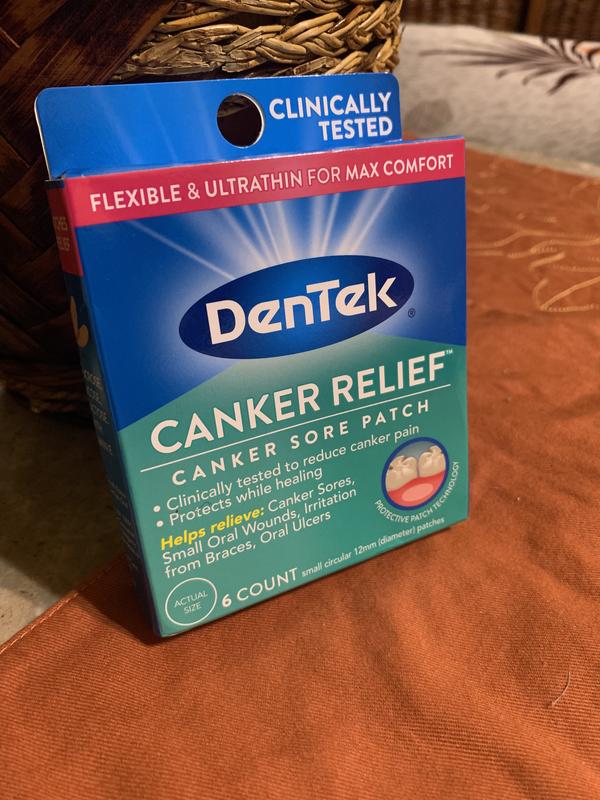 CLINICALLY
TESTED
FLEXIBLE & ULTRATHIN FOR MAX COMFORT
DenTek®
CANKER RELIEF™
CANKER SORE PATCH
• Clinically tested to reduce canker pain
• Protects while healing
Helps relieve: Canker Sores,
Small Oral Wounds, Irritation
from Braces, Oral Ulcers
PROTECTIVE PATCH TECHNOLOGY
ACTUAL
SIZE
6 COUNT small circular 12mm (diameter) patches